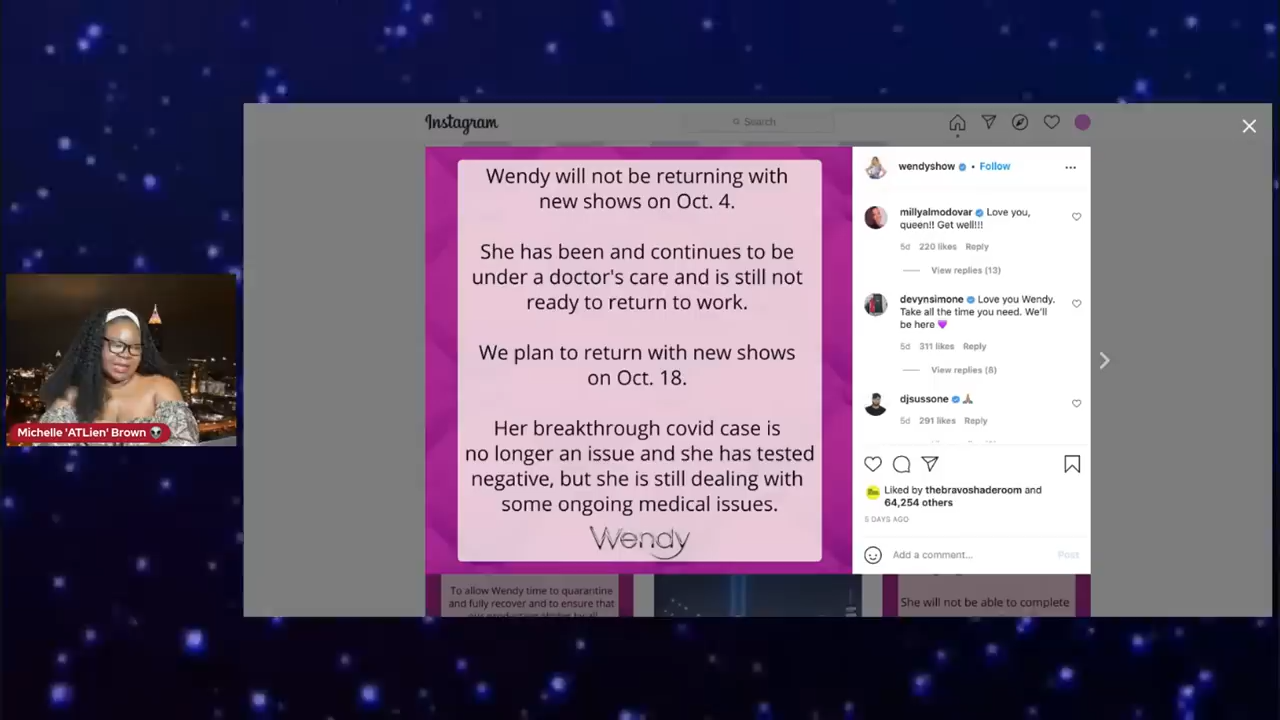 Instagram
Search
Wendy will not be returning with
new shows on Oct. 4.
She has been and continues to be
under a doctor's care and is still not
ready to return to work.
We plan to return with new shows
on Oct. 18.
Her breakthrough covid case is
no longer an issue and she has tested
negative, but she is still dealing with
some ongoing medical issues.
Wendy
wendyshow • Follow
millyalmodovar Love you,
queen!! Get well!!!
5d 220 likes Reply
View replies (13)
devynsimone Love you Wendy.
Take all the time you need. We'll
be here 💜
5d 311 likes Reply
View replies (8)
djsussone 🙏🏽
5d 291 likes Reply
Liked by thebravoshaderoom and
64,254 others
5 DAYS AGO
Add a comment... Post
Michelle 'ATLien' Brown 👽
To allow Wendy time to quarantine
and fully recover and to ensure that
She will not be able to complete